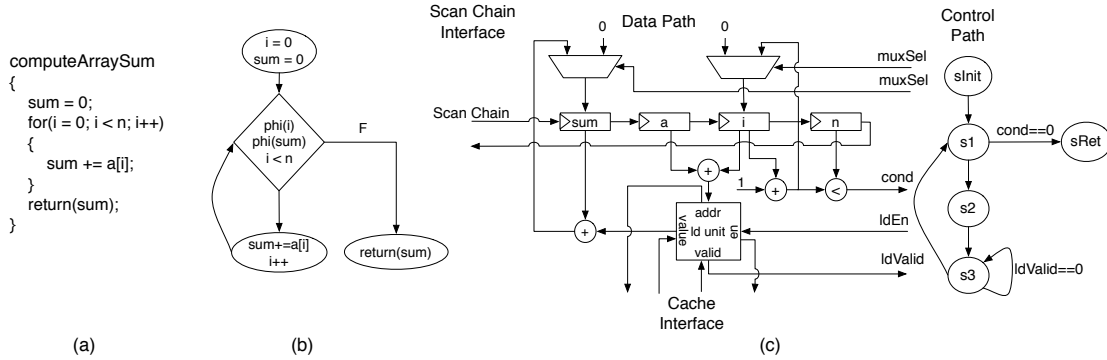 computeArraySum
{
sum = 0;
for(i = 0; i < n; i++)
{
sum += a[i];
}
return(sum);
}
(a)
i = 0
sum = 0
phi(i)
phi(sum)
i < n
F
sum+=a[i]
i++
return(sum)
(b)
Scan Chain
Interface
Data Path
Control
Path
0
0
muxSel
muxSel
Scan Chain
sum
a
i
n
+
1
+
<
cond
+
addr
value
ld unit
ue
valid
ldEn
ldValid
Cache
Interface
sInit
s1
cond==0
sRet
s2
s3
ldValid==0
(c)